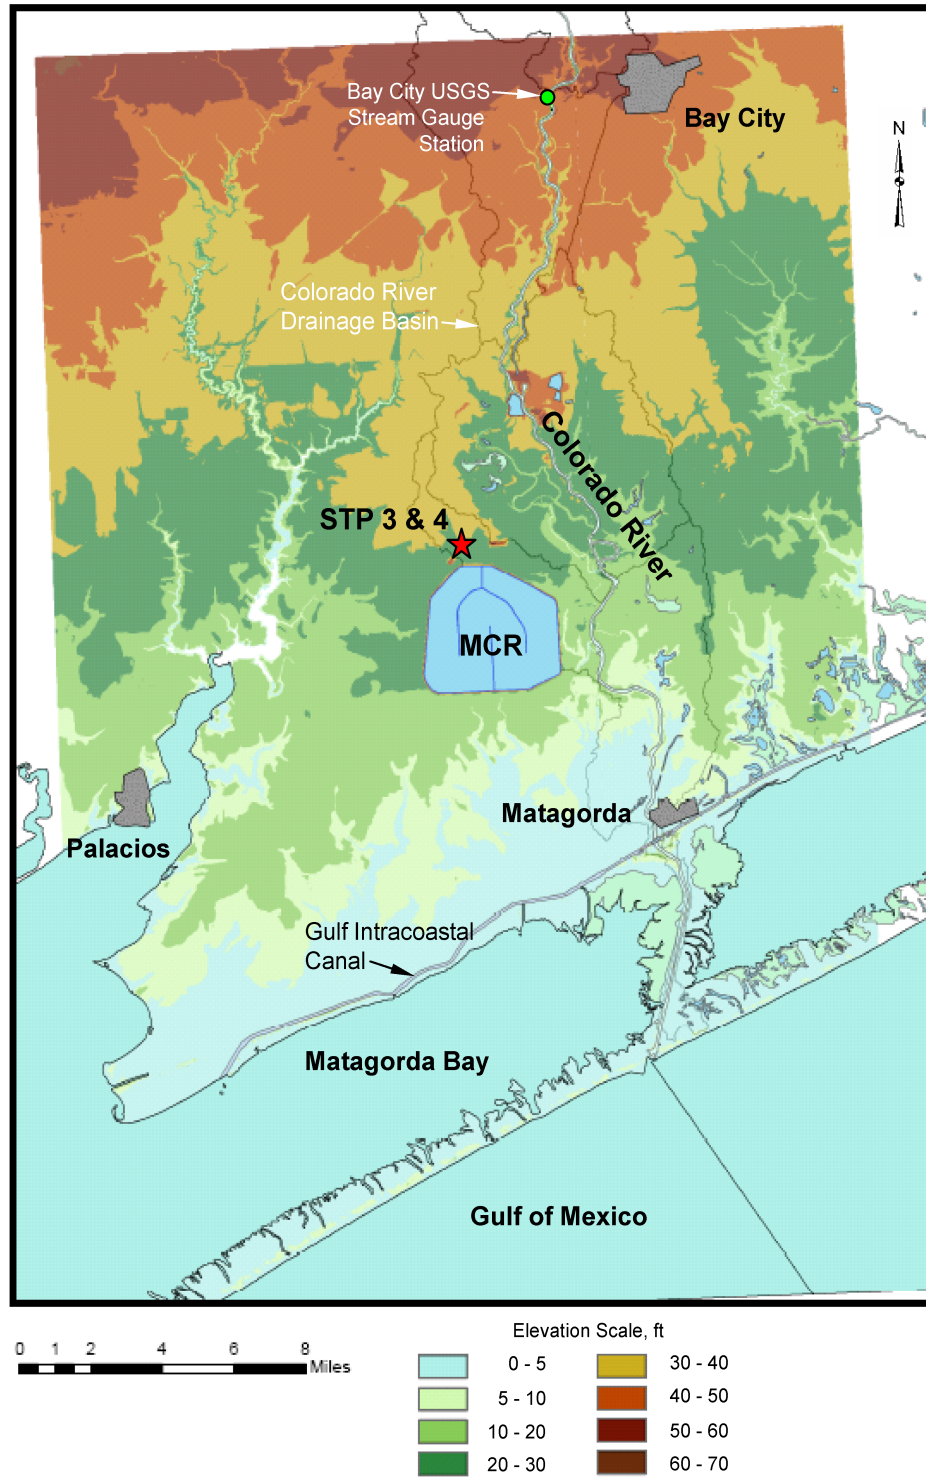 Bay City USGS
Stream Gauge
Station
Bay City
N
Colorado River
Drainage Basin
Colorado River
STP 3 & 4
MCR
Matagorda
Palacios
Gulf Intracoastal
Canal
Matagorda Bay
Gulf of Mexico
0 1 2 4 6 8
Miles
Elevation Scale, ft
0 - 5
30 - 40
5 - 10
40 - 50
10 - 20
50 - 60
20 - 30
60 - 70